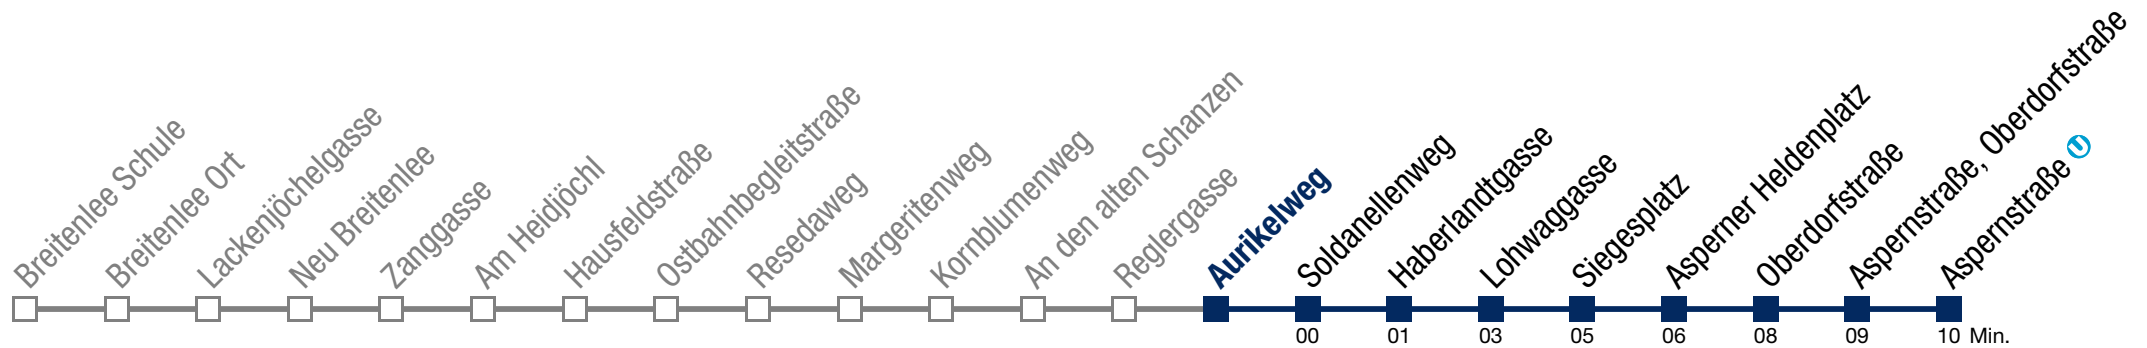 Breitenlee Schule
Breitenlee Ort
Lackenjöchelgasse
Neu Breitenlee
Zanggasse
Am Heidjöchl
Hausfeldstraße
Ostbahnbegleitstraße
Resedaweg
Margeritenweg
Kornblumenweg
An den alten Schanzen
Reglergasse
Aurikelweg
Soldanellenweg
Haberlandtgasse
Lohwaggasse
Siegesplatz
Asperner Heldenplatz
Oberdorfstraße
Aspernstraße, Oberdorfstraße
Aspernstraße U
00 01 03 05 06 08 09 10 Min.